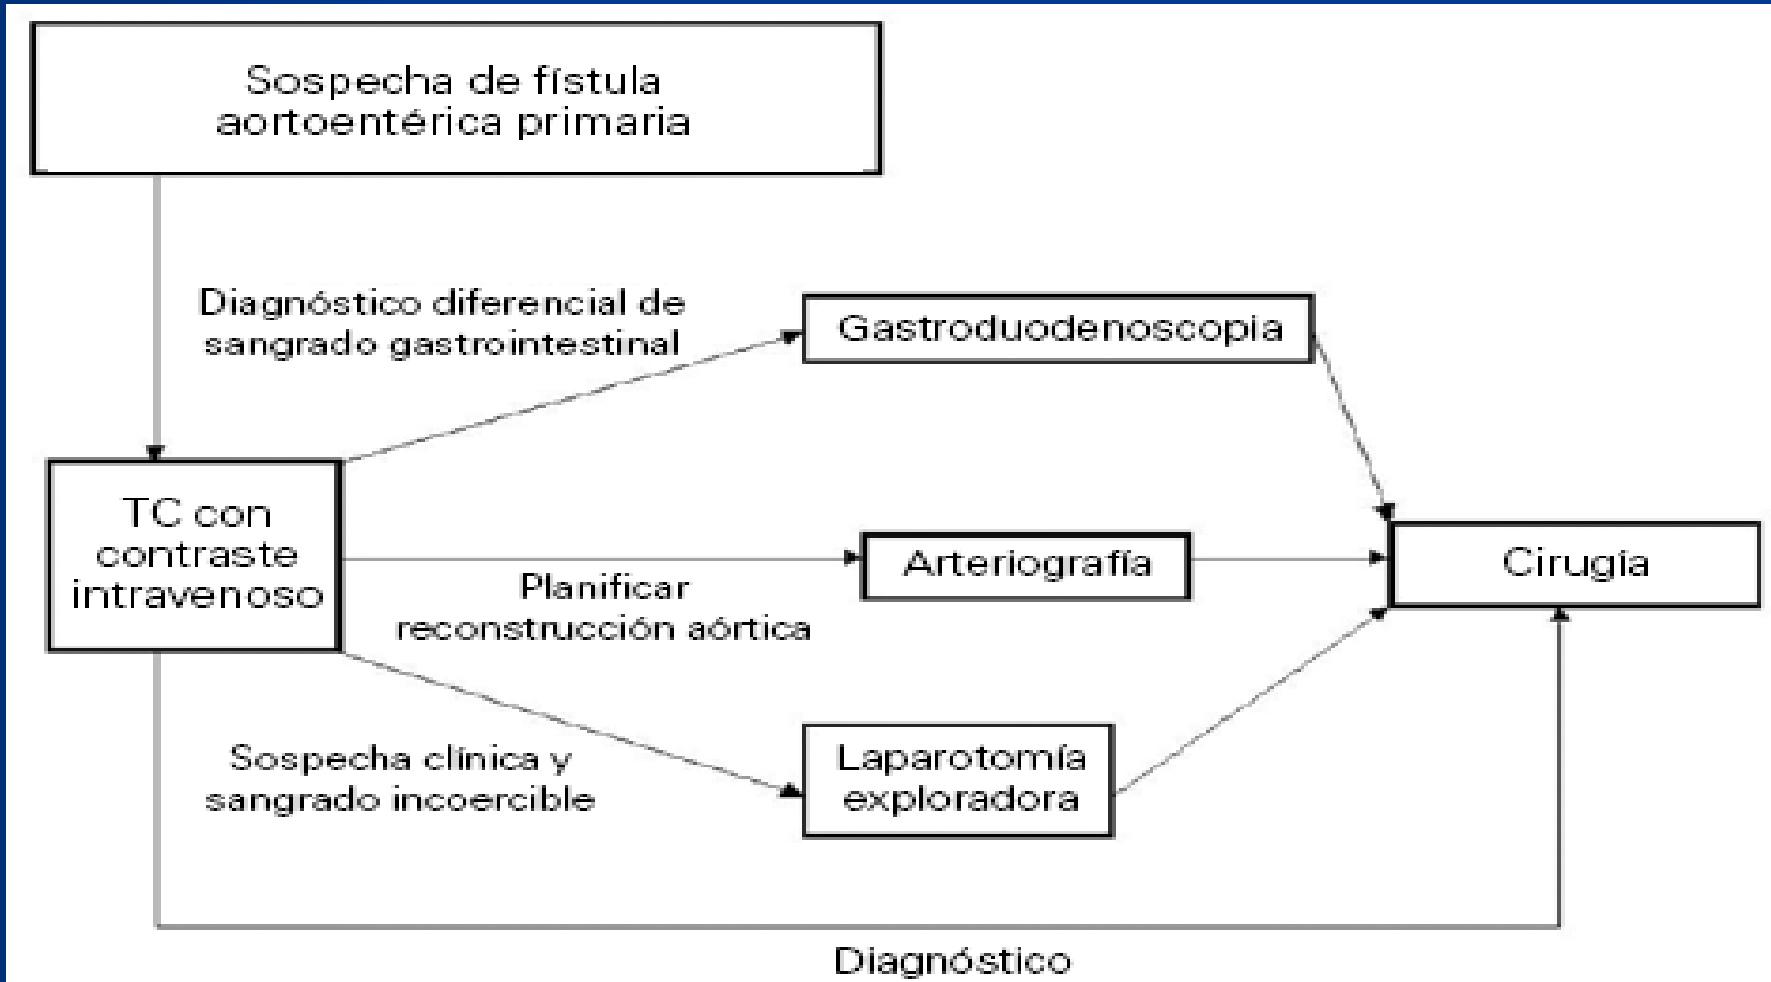 Sospecha de fístula
aortoentérica primaria
Diagnóstico diferencial de
sangrado gastrointestinal
Gastroduodenoscopia
TC con
contraste
intravenoso
Planificar
reconstrucción aórtica
Arteriografía
Cirugía
Sospecha clínica y
sangrado incoercible
Laparotomía
exploradora
Diagnóstico